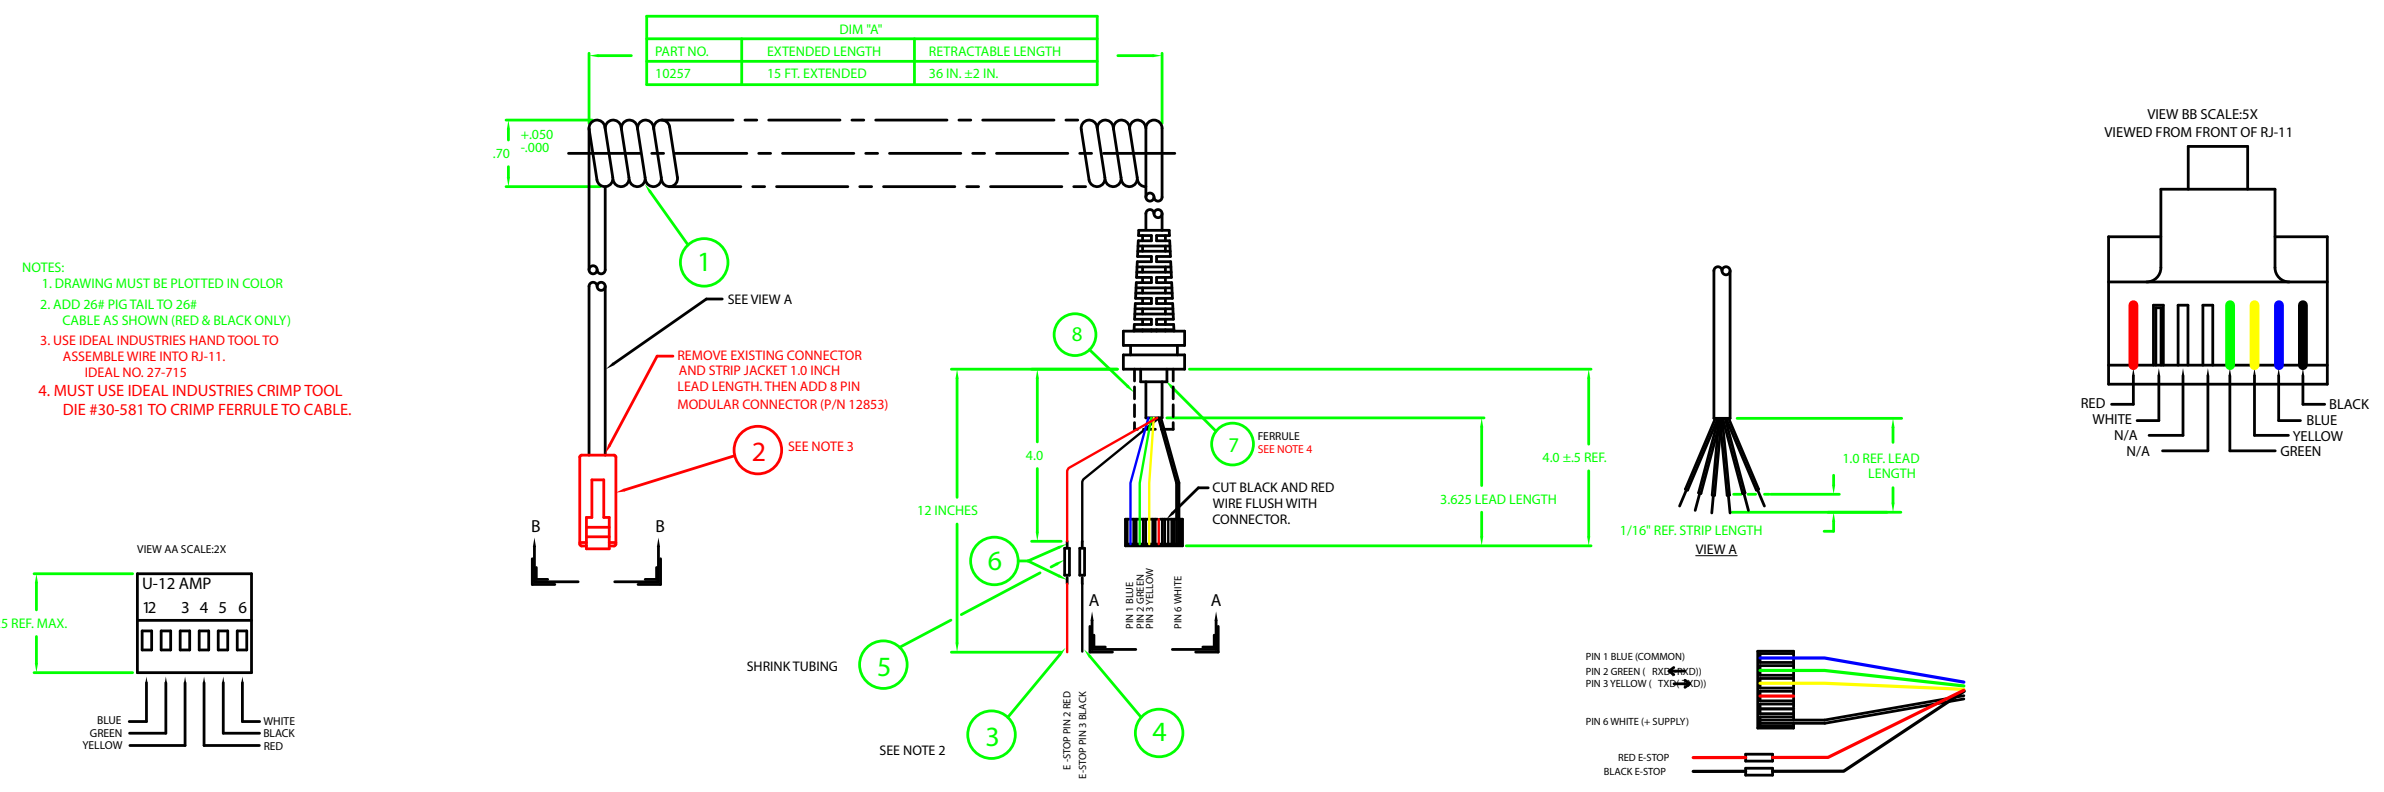 DIM "A"
PART NO. EXTENDED LENGTH RETRACTABLE LENGTH
10257 15 FT. EXTENDED 36 IN. ±2 IN.
+.050
-.000
.70
1
NOTES:
1. DRAWING MUST BE PLOTTED IN COLOR
2. ADD 26# PIG TAIL TO 26#
CABLE AS SHOWN (RED & BLACK ONLY)
3. USE IDEAL INDUSTRIES HAND TOOL TO
ASSEMBLE WIRE INTO RJ-11.
IDEAL NO. 27-715
4. MUST USE IDEAL INDUSTRIES CRIMP TOOL
DIE #30-581 TO CRIMP FERRULE TO CABLE.
SEE VIEW A
REMOVE EXISTING CONNECTOR
AND STRIP JACKET 1.0 INCH
LEAD LENGTH. THEN ADD 8 PIN
MODULAR CONNECTOR (P/N 12853)
2 SEE NOTE 3
B B
VIEW AA SCALE:2X
U-12 AMP
12 3 4 5 6
5 REF. MAX.
BLUE
GREEN
YELLOW
WHITE
BLACK
RED
8
7
FERRULE
SEE NOTE 4
4.0
12 INCHES
CUT BLACK AND RED
WIRE FLUSH WITH
CONNECTOR.
4.0 ±.5 REF.
3.625 LEAD LENGTH
6
PIN 1 BLUE
PIN 2 GREEN
PIN 3 YELLOW
PIN 6 WHITE
A A
SHRINK TUBING
5
SEE NOTE 2
3
E -STOP PIN 2 RED
E-STOP PIN 3 BLACK
4
1.0 REF. LEAD
LENGTH
1/16" REF. STRIP LENGTH
VIEW A
VIEW BB SCALE:5X
VIEWED FROM FRONT OF RJ-11
RED
WHITE
N/A
N/A
BLACK
BLUE
YELLOW
GREEN
PIN 1 BLUE (COMMON)
PIN 2 GREEN (
PIN 3 YELLOW (
PIN 6 WHITE (+ SUPPLY)
RED E-STOP
BLACK E-STOP